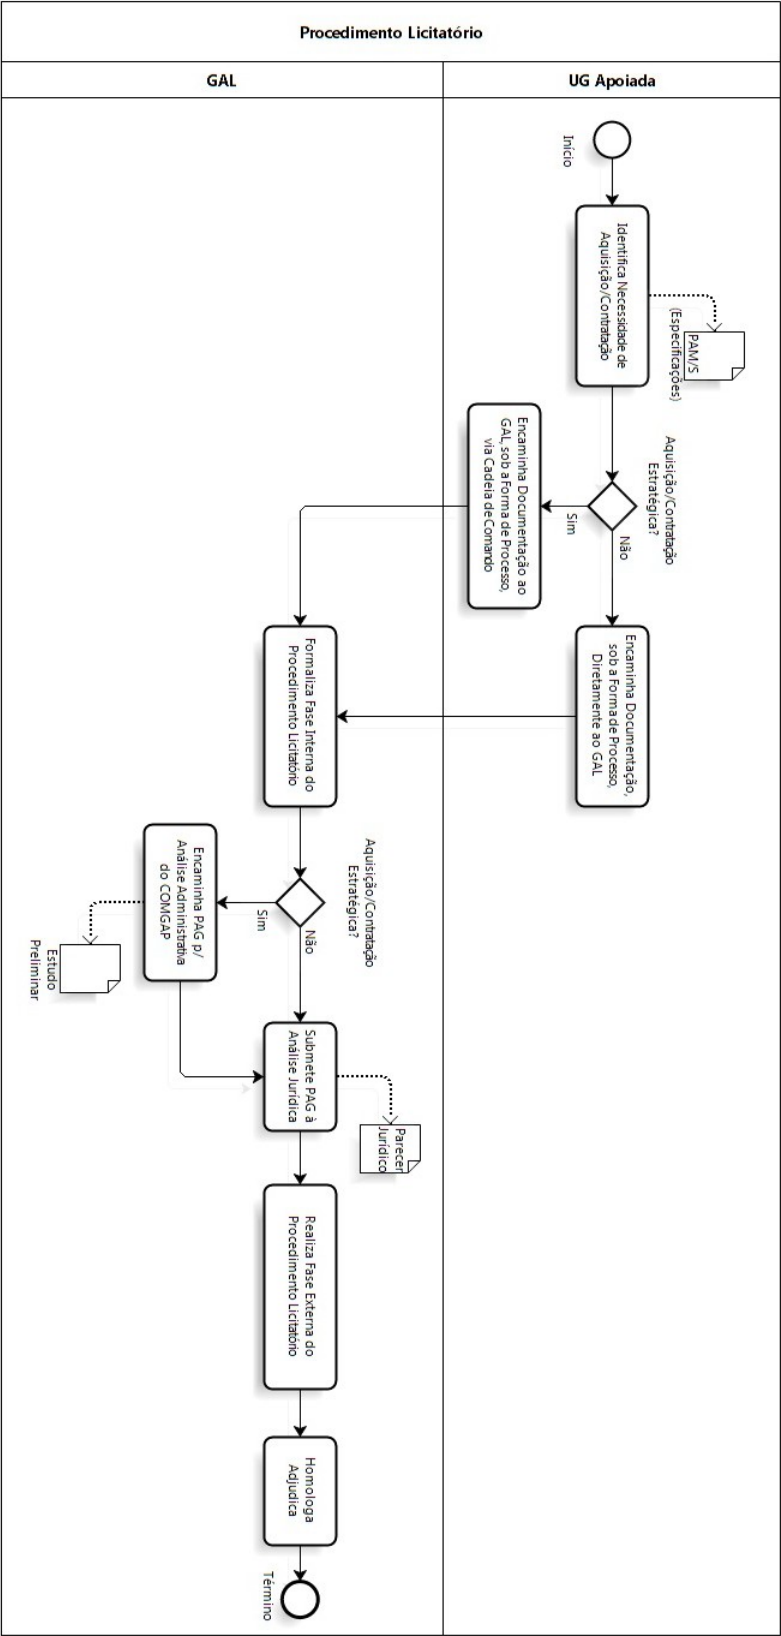 Procedimento Licitatório
GAL
UG Apoiada
Início
Identifica Necessidade de
Aquisição/Contratação
PAM/S
(Especificações)
Aquisição/Contratação
Estratégica?
Sim
Não
Encaminha Documentação ao
GAL, sob a Forma de Processo,
via Cadeia de Comando
Encaminha Documentação,
sob a Forma de Processo,
Diretamente ao GAL
Formaliza Fase Interna do
Procedimento Licitatório
Aquisição/Contratação
Estratégica?
Sim
Não
Encaminha PAG p/
Análise Administrativa
do COMGAP
Estudo
Preliminar
Submete PAG à
Análise Jurídica
Parecer
Jurídico
Realiza Fase Externa do
Procedimento Licitatório
Homologa
Adjudica
Término